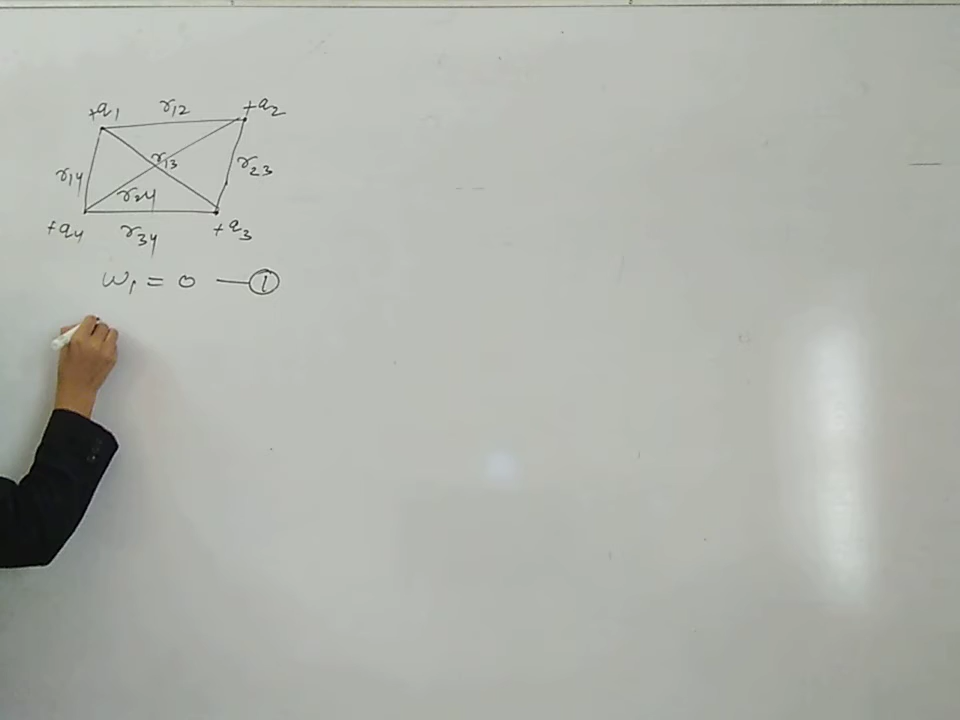 +q1 r12 +q2
r13
r14 r23
r24
+q4 r34 +q3
W1 = 0 —①